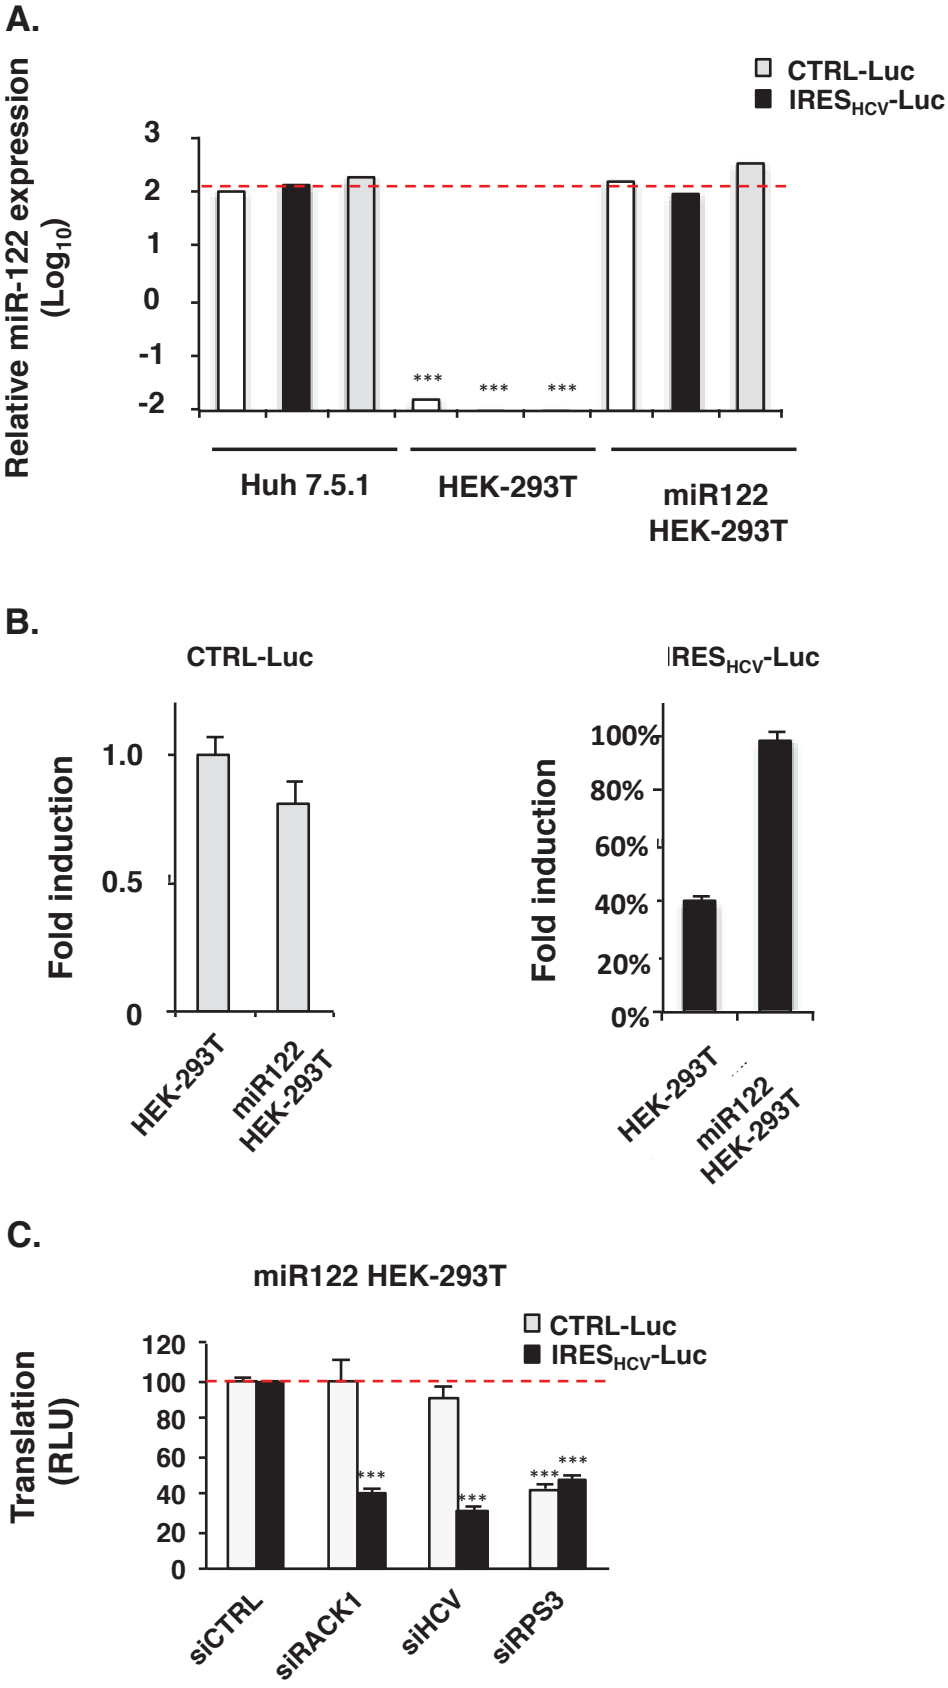 A.
CTRL-Luc
IRESHCV-Luc
Relative miR-122 expression
(Log10)
3
2
1
0
-1
-2
***
***
***
Huh 7.5.1
HEK-293T
miR122
HEK-293T
B.
CTRL-Luc
Fold induction
1.0
0.5
0
HEK-293T
miR122
HEK-293T
IRESHCV-Luc
Fold induction
100%
80%
60%
40%
20%
0%
HEK-293T
miR122
HEK-293T
C.
miR122 HEK-293T
CTRL-Luc
IRESHCV-Luc
Translation
(RLU)
120
100
80
60
40
20
0
***
***
***
***
siCTRL
siRACK1
siHCV
siRPS3